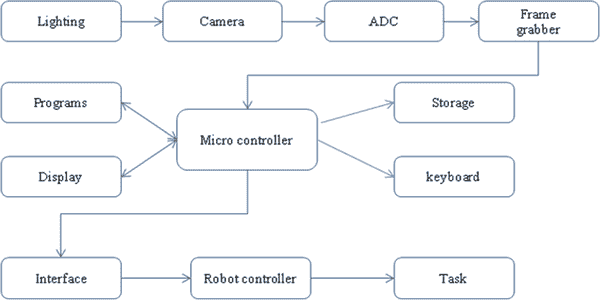 Lighting
Camera
ADC
Frame
grabber
Programs
Storage
Micro controller
Display
keyboard
Interface
Robot controller
Task